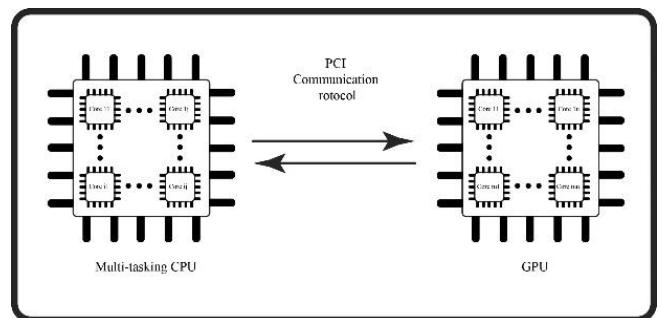 PCI
Communication
rotocol
Core 11
Core 1j
Core 11
Core 1n
Core i1
Core ij
Core m1
Core mn
Multi-tasking CPU
GPU